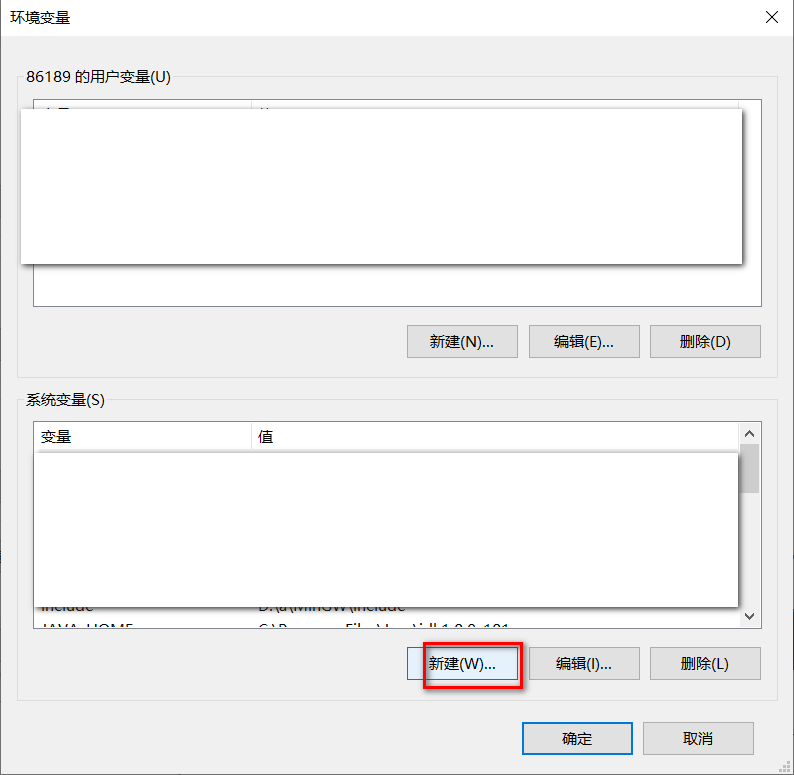 环境变量
86189 的用户变量(U)
新建(N)... 编辑(E)... 删除(D)
系统变量(S)
变量 值
Include D:\a\MinGW\include
JAVA_HOME
新建(W)... 编辑(I)... 删除(L)
确定 取消